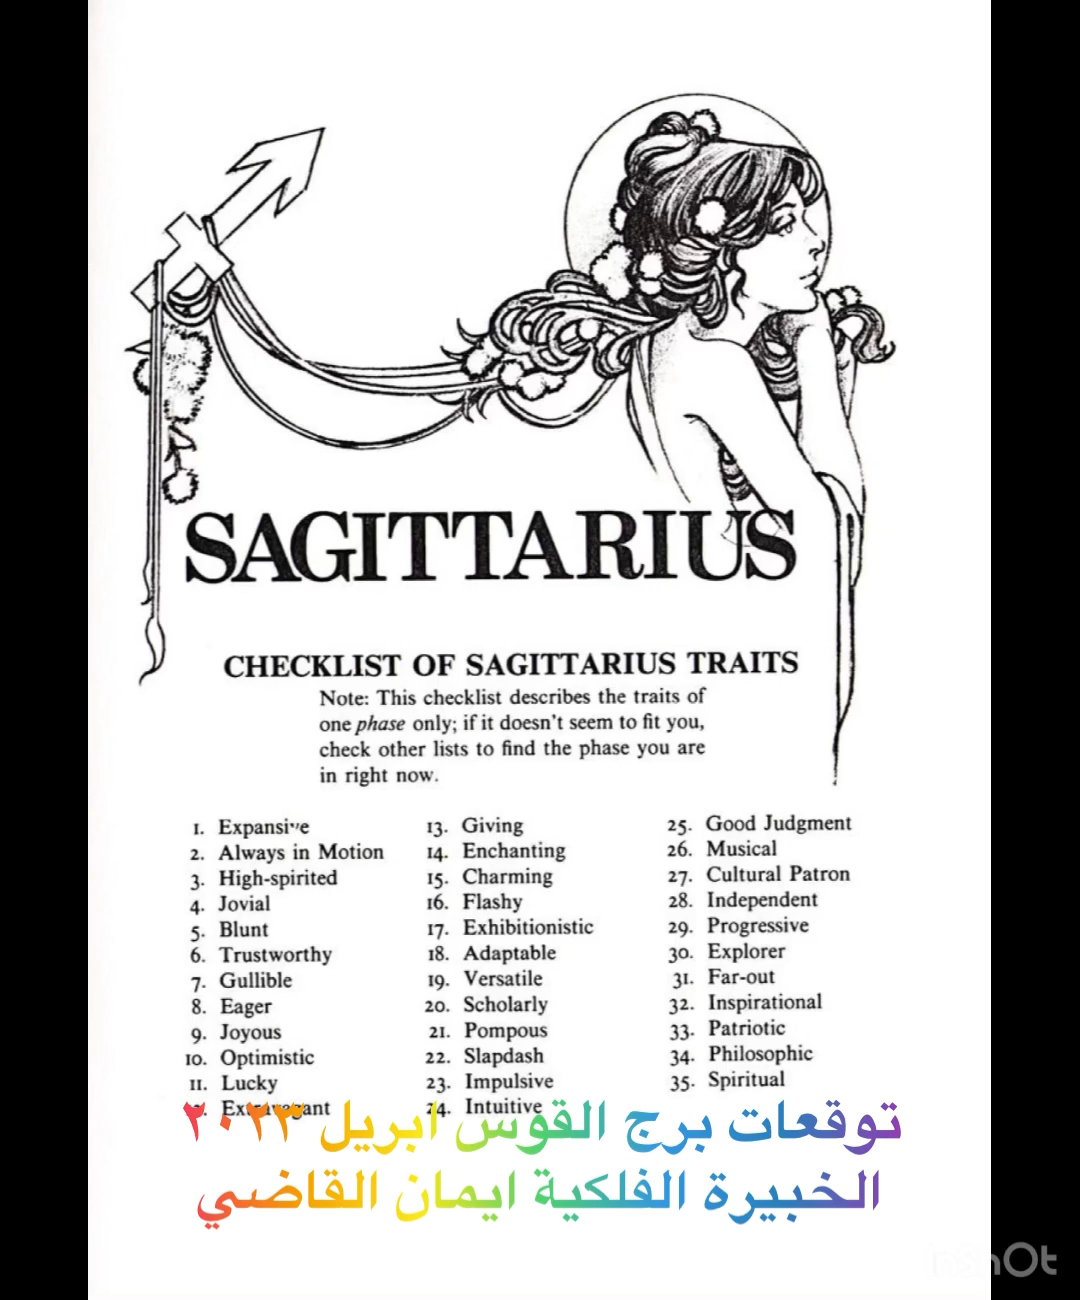 SAGITTARIUS
CHECKLIST OF SAGITTARIUS TRAITS
Note: This checklist describes the traits of
one phase only; if it doesn't seem to fit you,
check other lists to find the phase you are
in right now.
1. Expansive
2. Always in Motion
3. High-spirited
4. Jovial
5. Blunt
6. Trustworthy
7. Gullible
8. Eager
9. Joyous
10. Optimistic
11. Lucky
Extravagant
13. Giving
14. Enchanting
15. Charming
16. Flashy
17. Exhibitionistic
18. Adaptable
19. Versatile
20. Scholarly
21. Pompous
22. Slapdash
23. Impulsive
24. Intuitive
25. Good Judgment
26. Musical
27. Cultural Patron
28. Independent
29. Progressive
30. Explorer
31. Far-out
32. Inspirational
33. Patriotic
34. Philosophic
35. Spiritual
توقعات برج القوس ابريل ٢٠٢٣
الخبيرة الفلكية ايمان القاضي